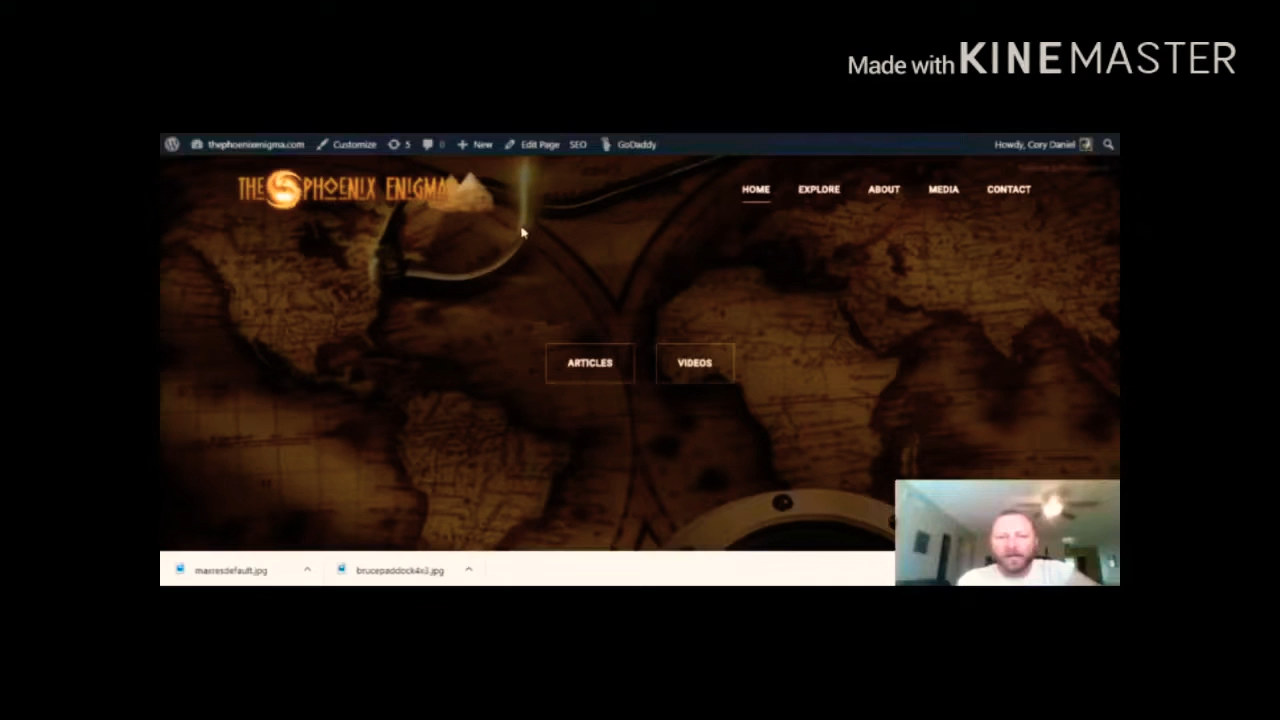 Made with KINEMASTER
thephoenixenigma.com Customize 5 0 New Edit Page SEO GoDaddy Howdy, Cory Daniel
THE PHOENIX ENIGMA
HOME EXPLORE ABOUT MEDIA CONTACT
ARTICLES VIDEOS
maxresdefault.jpg brucepaddock4x3.jpg